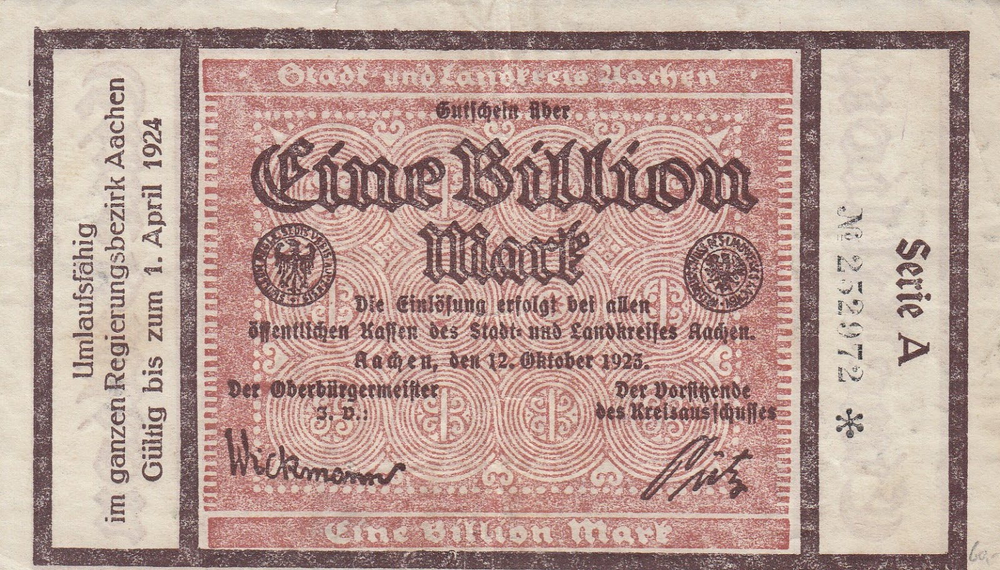 Umlaufsfähig
im ganzen Regierungsbezirk Aachen
Gültig bis zum 1. April 1924
Stadt- und Landkreis Aachen
Gutschein über
Eine Billion
Mark
Die Einlösung erfolgt bei allen
öffentlichen Kassen des Stadt- und Landkreises Aachen.
Aachen, den 12. Oktober 1923.
Der Oberbürgermeister
J. V.:
Wickmann
Der Vorsitzende
des Kreisausschusses
Pütz
Eine Billion Mark
Serie A
№ 252972 *
60,-